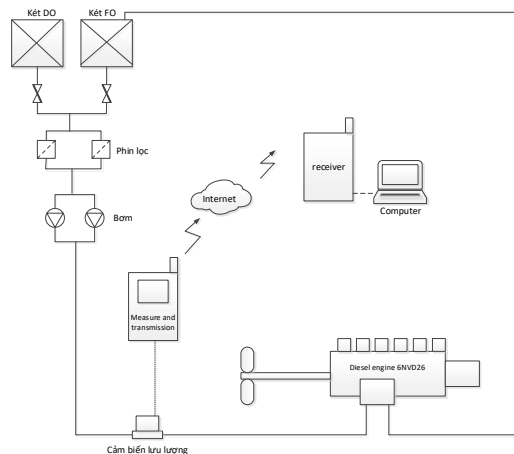 Két DO
Két FO
Phin lọc
receiver
Internet
Computer
Bơm
Measure and
transmission
Diesel engine 6NVD26
Cảm biến lưu lượng